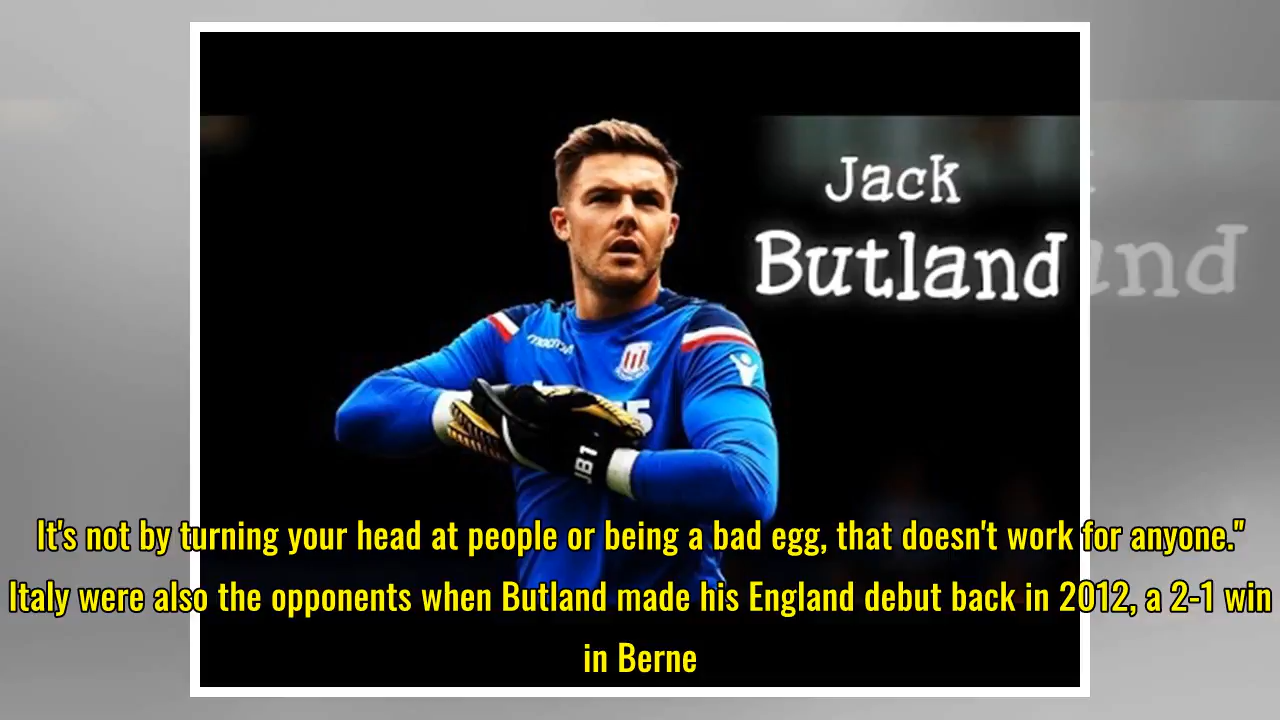 Jack
Butland
macron
JB1
It's not by turning your head at people or being a bad egg, that doesn't work for anyone."
Italy were also the opponents when Butland made his England debut back in 2012, a 2-1 win
in Berne